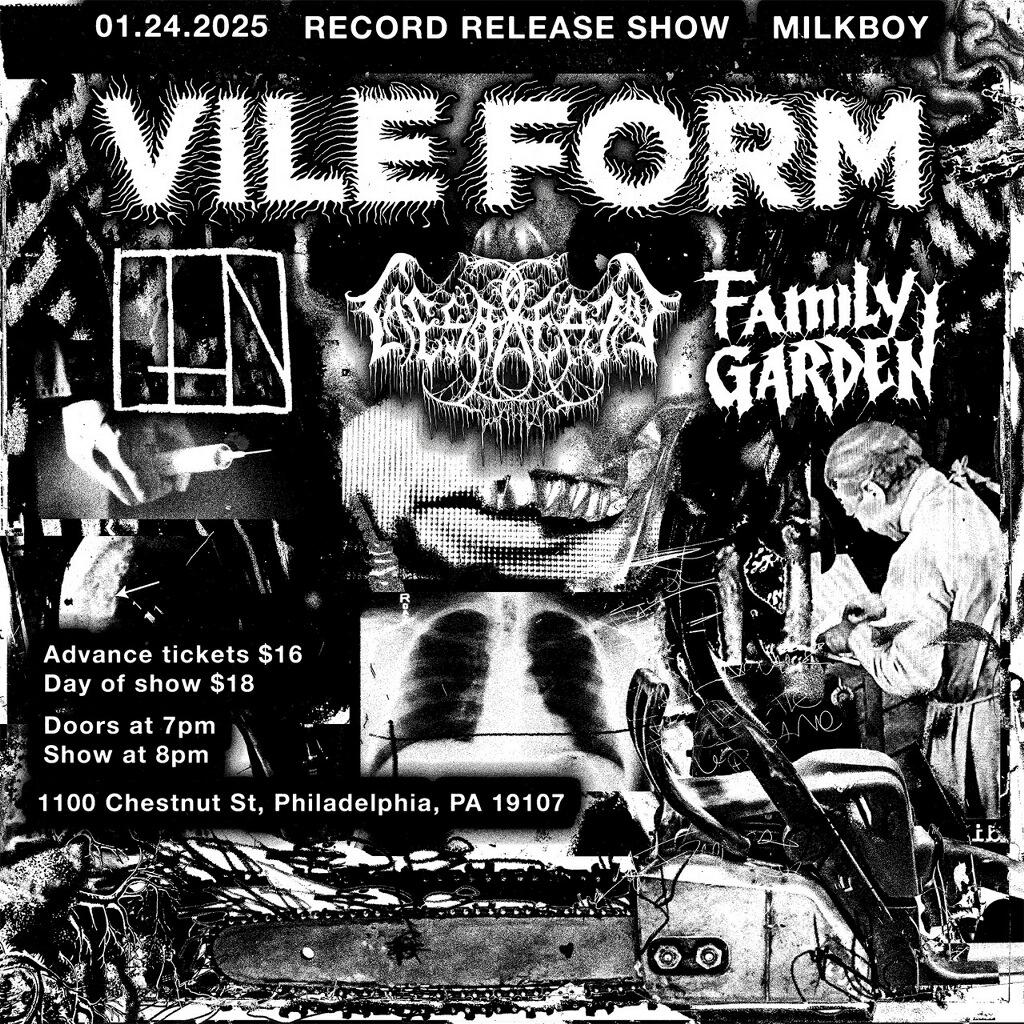 01.24.2025 RECORD RELEASE SHOW MILKBOY
VILE FORM
FAMILY
GARDEN
R
Advance tickets $16
Day of show $18
Doors at 7pm
Show at 8pm
1100 Chestnut St, Philadelphia, PA 19107